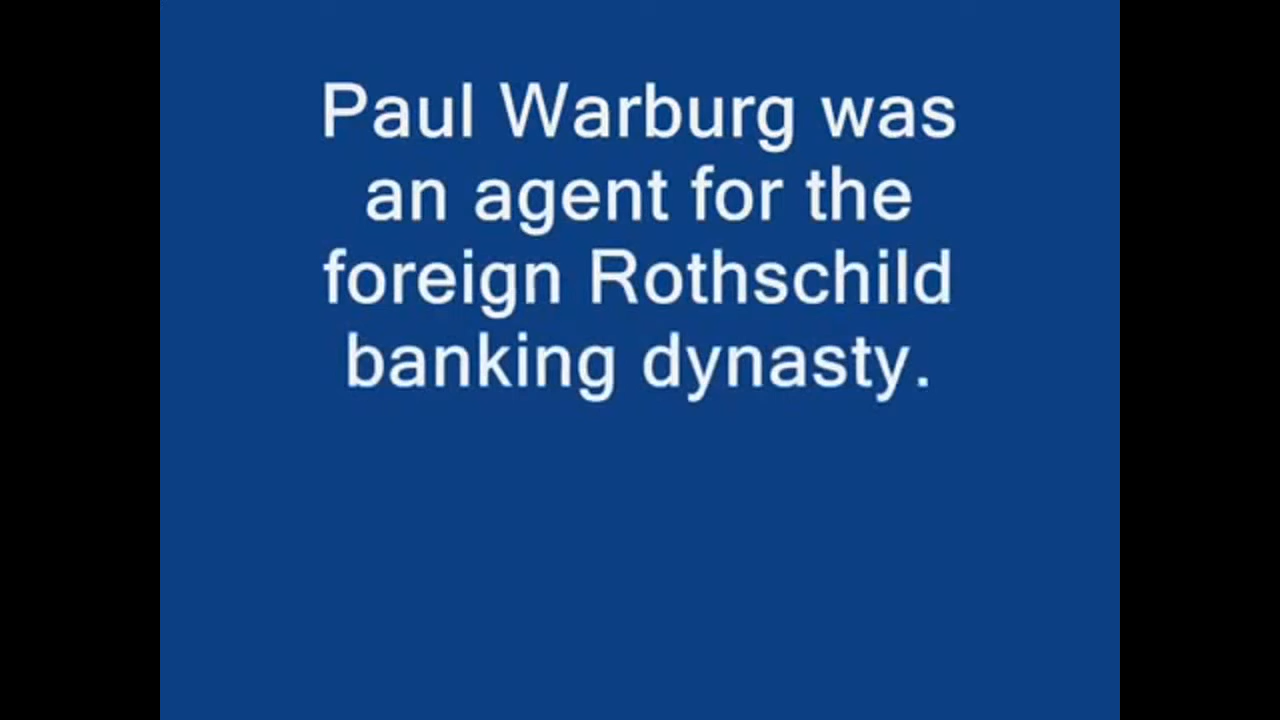 Paul Warburg was
an agent for the
foreign Rothschild
banking dynasty.